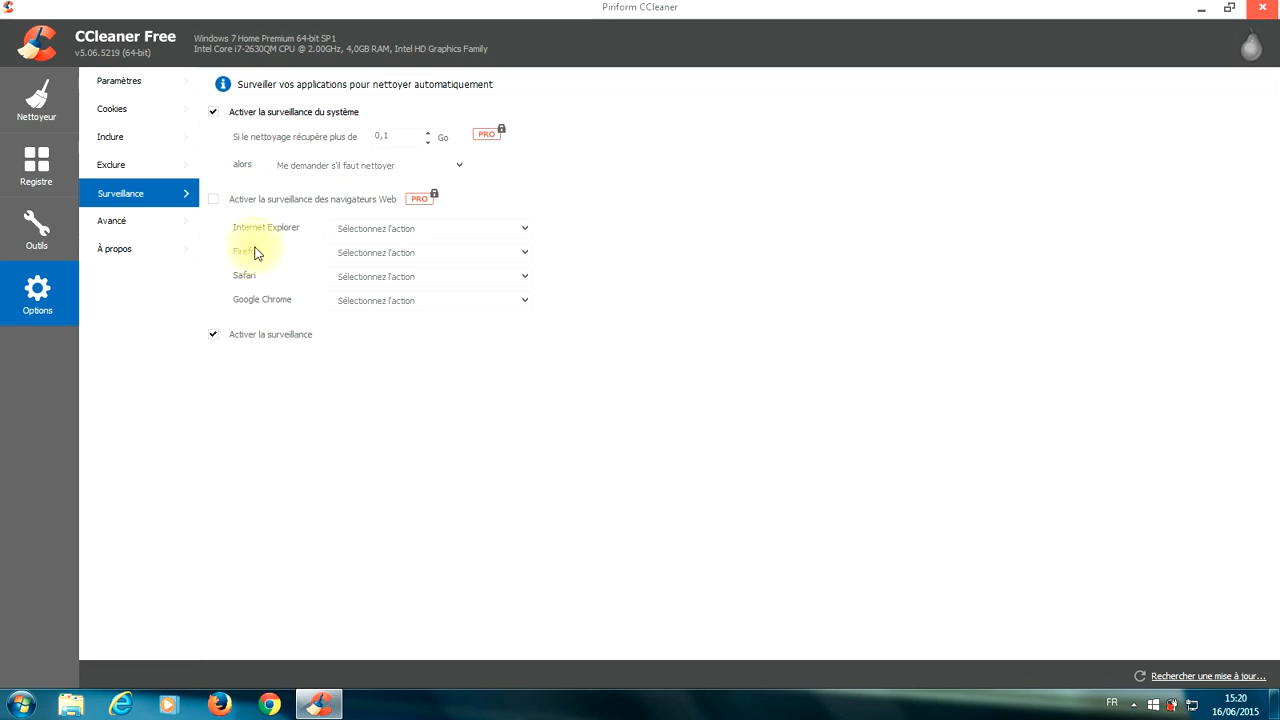 Piriform CCleaner
CCleaner Free
v5.06.5219 (64-bit)
Windows 7 Home Premium 64-bit SP1
Intel Core i7-2630QM CPU @ 2.00GHz, 4,0GB RAM, Intel HD Graphics Family
Nettoyeur
Registre
Outils
Options
Paramètres
Cookies
Inclure
Exclure
Surveillance
Avancé
À propos
Surveiller vos applications pour nettoyer automatiquement
Activer la surveillance du système
Si le nettoyage récupère plus de 0,1 Go PRO
alors Me demander s'il faut nettoyer
Activer la surveillance des navigateurs Web PRO
Internet Explorer Sélectionnez l'action
Sélectionnez l'action
Safari Sélectionnez l'action
Google Chrome Sélectionnez l'action
Activer la surveillance
Rechercher une mise à jour...
FR
15:20
16/06/2015